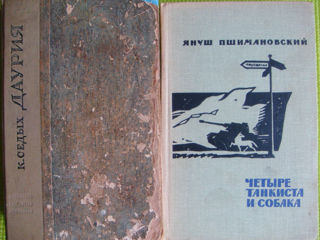 К. СЕДЫХ ДАУРИЯ
ЯНУШ ПШИМАНОВСКИЙ
ЧЕТЫРЕ
ТАНКИСТА
И СОБАКА